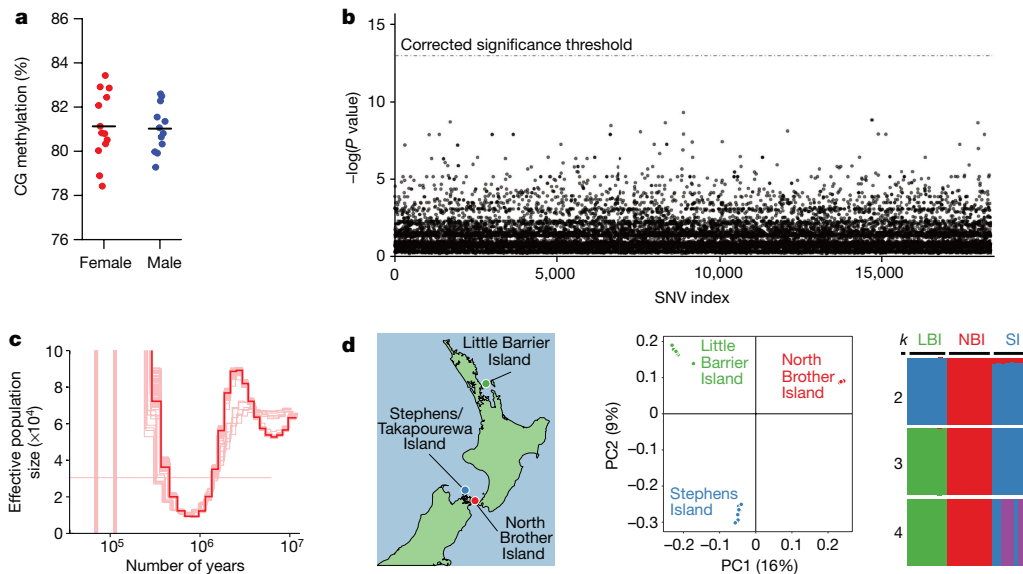 a
86
84
82
80
78
76
CG methylation (%)
Female
Male
b
Corrected significance threshold
15
10
5
0
–log(P value)
0
5,000
10,000
15,000
SNV index
c
10
8
6
4
2
0
Effective population
size (×10⁴)
10⁵
10⁶
10⁷
Number of years
d
Little Barrier
Island
Stephens/
Takapourewa
Island
North
Brother
Island
0.2
0.1
0
–0.1
–0.2
–0.3
PC2 (9%)
Little
Barrier
Island
North
Brother
Island
Stephens
Island
–0.2
–0.1
0
0.1
0.2
PC1 (16%)
k LBI NBI SI
2
3
4